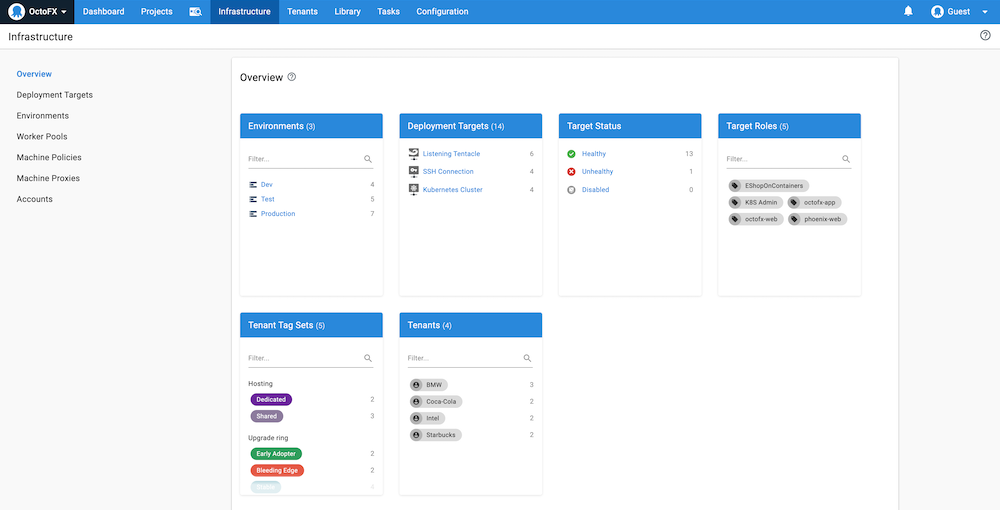 OctoFX Dashboard Projects Infrastructure Tenants Library Tasks Configuration Guest
Infrastructure
Overview
Deployment Targets
Environments
Worker Pools
Machine Policies
Machine Proxies
Accounts
Overview
Environments (3)
Filter...
Dev 4
Test 5
Production 7
Deployment Targets (14)
Listening Tentacle 6
SSH Connection 4
Kubernetes Cluster 4
Target Status
Healthy 13
Unhealthy 1
Disabled 0
Target Roles (5)
Filter...
EShopOnContainers
K8S Admin octofx-app
octofx-web phoenix-web
Tenant Tag Sets (5)
Filter...
Hosting
Dedicated 2
Shared 3
Upgrade ring
Early Adopter 2
Bleeding Edge 2
Tenants (4)
Filter...
BMW 3
Coca-Cola 2
Intel 2
Starbucks 2